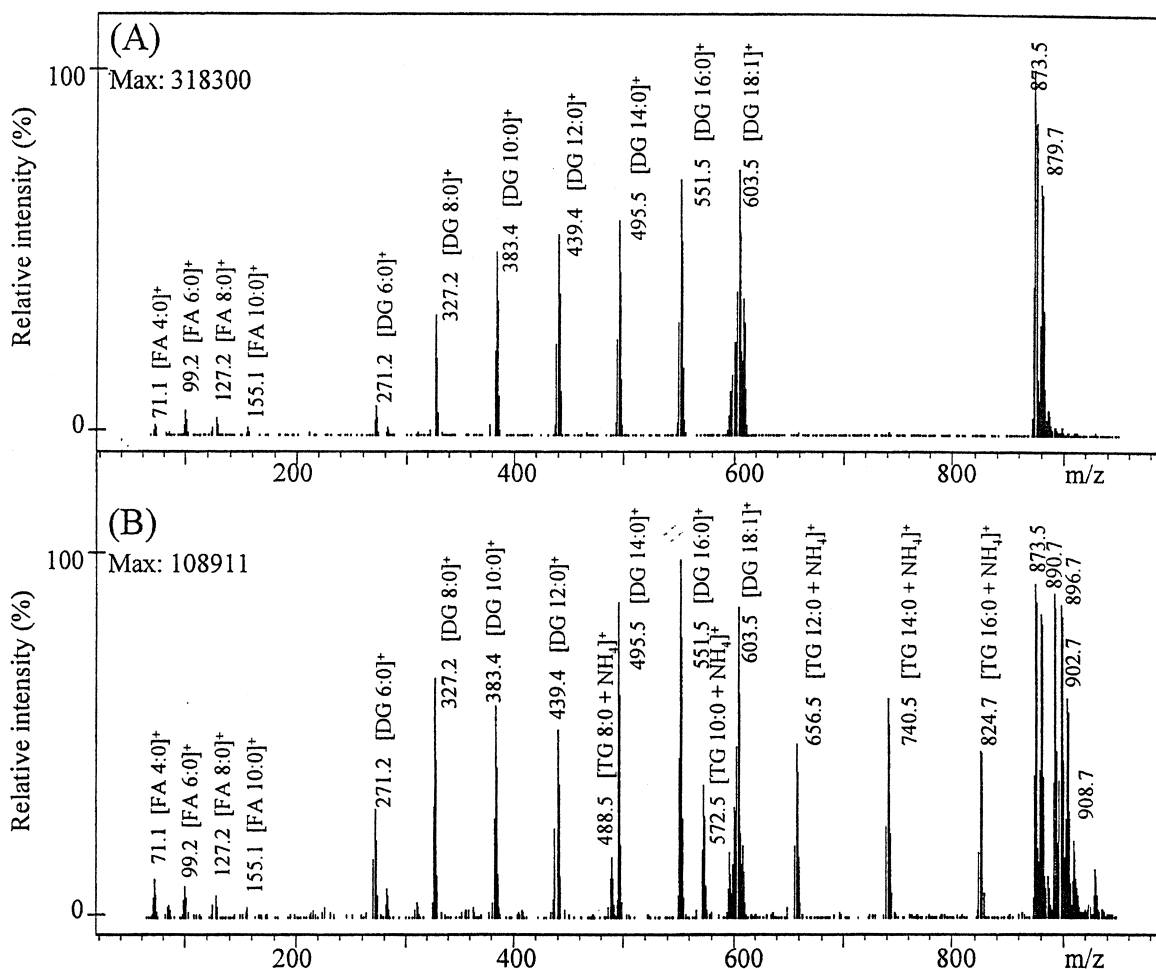 (A)
Max: 318300
100
0
Relative intensity (%)
71.1 [FA 4:0]+
99.2 [FA 6:0]+
127.2 [FA 8:0]+
155.1 [FA 10:0]+
271.2 [DG 6:0]+
327.2 [DG 8:0]+
383.4 [DG 10:0]+
439.4 [DG 12:0]+
495.5 [DG 14:0]+
551.5 [DG 16:0]+
603.5 [DG 18:1]+
873.5
879.7
200 400 600 800 m/z
(B)
Max: 108911
100
0
Relative intensity (%)
71.1 [FA 4:0]+
99.2 [FA 6:0]+
127.2 [FA 8:0]+
155.1 [FA 10:0]+
271.2 [DG 6:0]+
327.2 [DG 8:0]+
383.4 [DG 10:0]+
439.4 [DG 12:0]+
488.5 [TG 8:0 + NH4]+
495.5 [DG 14:0]+
551.5 [DG 16:0]+
572.5 [TG 10:0 + NH4]+
603.5 [DG 18:1]+
656.5 [TG 12:0 + NH4]+
740.5 [TG 14:0 + NH4]+
824.7 [TG 16:0 + NH4]+
873.5
890.7
896.7
902.7
908.7
200 400 600 800 m/z